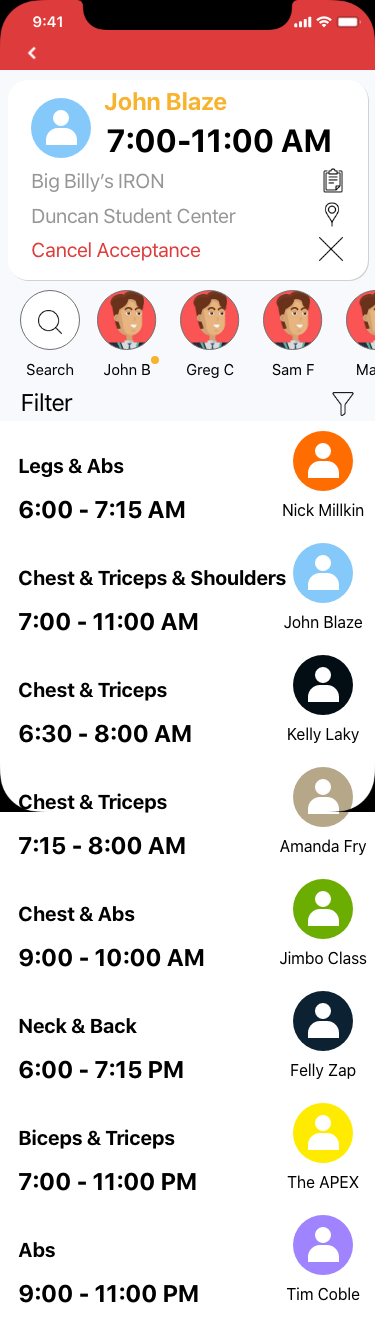 9:41
John Blaze
7:00-11:00 AM
Big Billy's IRON
Duncan Student Center
Cancel Acceptance
Search
John B
Greg C
Sam F
Ma
Filter
Legs & Abs
6:00 - 7:15 AM
Nick Millkin
Chest & Triceps & Shoulders
7:00 - 11:00 AM
John Blaze
Chest & Triceps
6:30 - 8:00 AM
Kelly Laky
Chest & Triceps
7:15 - 8:00 AM
Amanda Fry
Chest & Abs
9:00 - 10:00 AM
Jimbo Class
Neck & Back
6:00 - 7:15 PM
Felly Zap
Biceps & Triceps
7:00 - 11:00 PM
The APEX
Abs
9:00 - 11:00 PM
Tim Coble